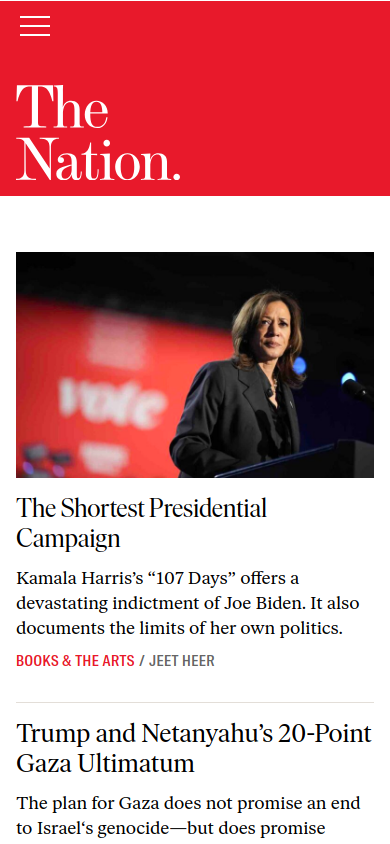 The
Nation.
vote
The Shortest Presidential
Campaign
Kamala Harris’s “107 Days” offers a
devastating indictment of Joe Biden. It also
documents the limits of her own politics.
BOOKS & THE ARTS / JEET HEER
Trump and Netanyahu’s 20-Point
Gaza Ultimatum
The plan for Gaza does not promise an end
to Israel‘s genocide—but does promise